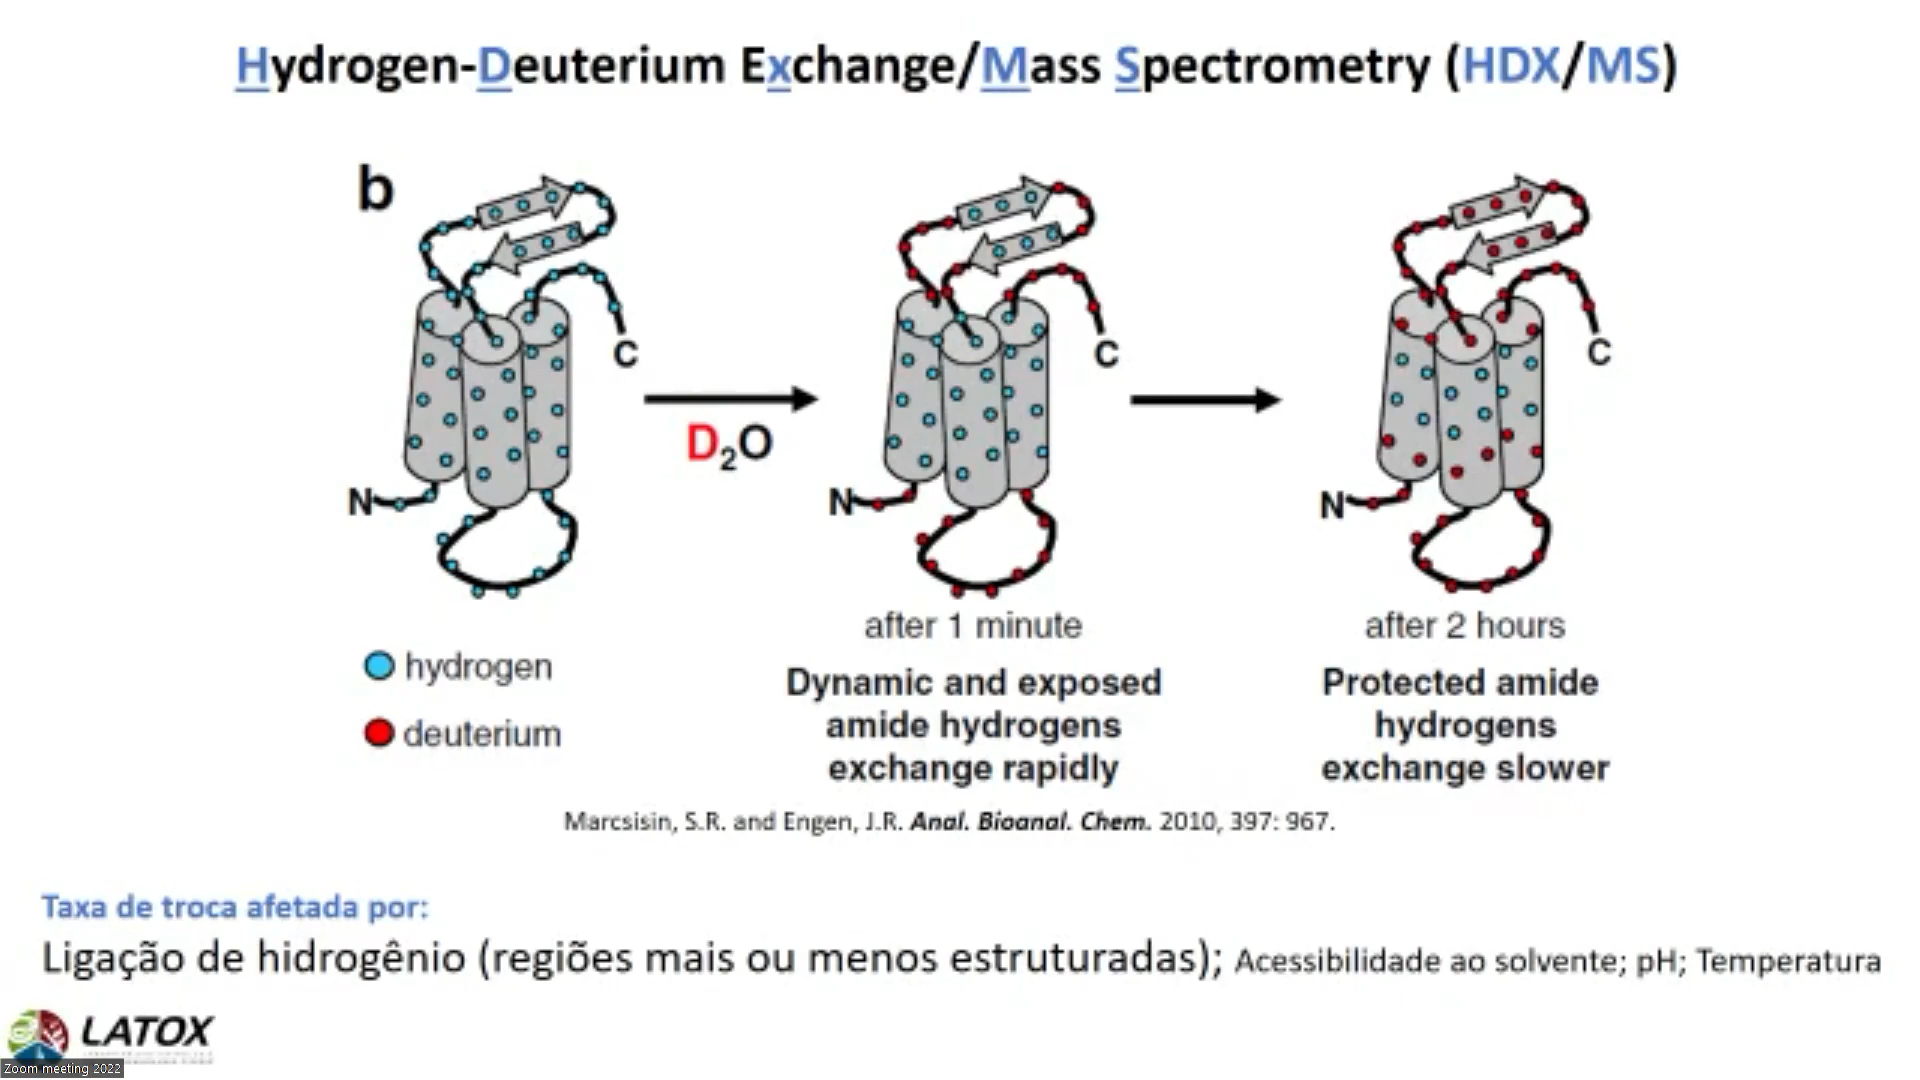 Hydrogen-Deuterium Exchange/Mass Spectrometry (HDX/MS)
b
C
C
C
D2O
N
N
N
after 1 minute
after 2 hours
hydrogen
deuterium
Dynamic and exposed
amide hydrogens
exchange rapidly
Protected amide
hydrogens
exchange slower
Marcsisin, S.R. and Engen, J.R. Anal. Bioanal. Chem. 2010, 397: 967.
Taxa de troca afetada por:
Ligação de hidrogênio (regiões mais ou menos estruturadas); Acessibilidade ao solvente; pH; Temperatura
LATOX
Zoom meeting 2022